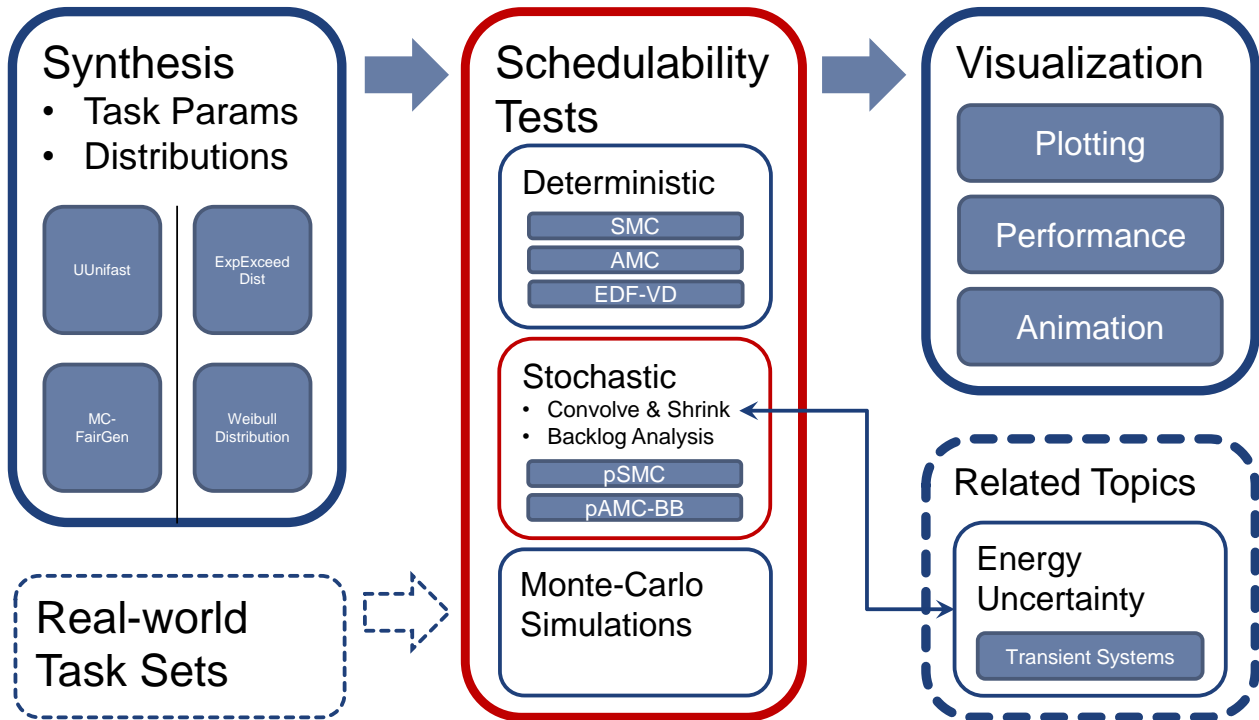 Synthesis
• Task Params
• Distributions
UUnifast
ExpExceed
Dist
MC-
FairGen
Weibull
Distribution
Real-world
Task Sets
Schedulability
Tests
Deterministic
SMC
AMC
EDF-VD
Stochastic
• Convolve & Shrink
• Backlog Analysis
pSMC
pAMC-BB
Monte-Carlo
Simulations
Visualization
Plotting
Performance
Animation
Related Topics
Energy
Uncertainty
Transient Systems